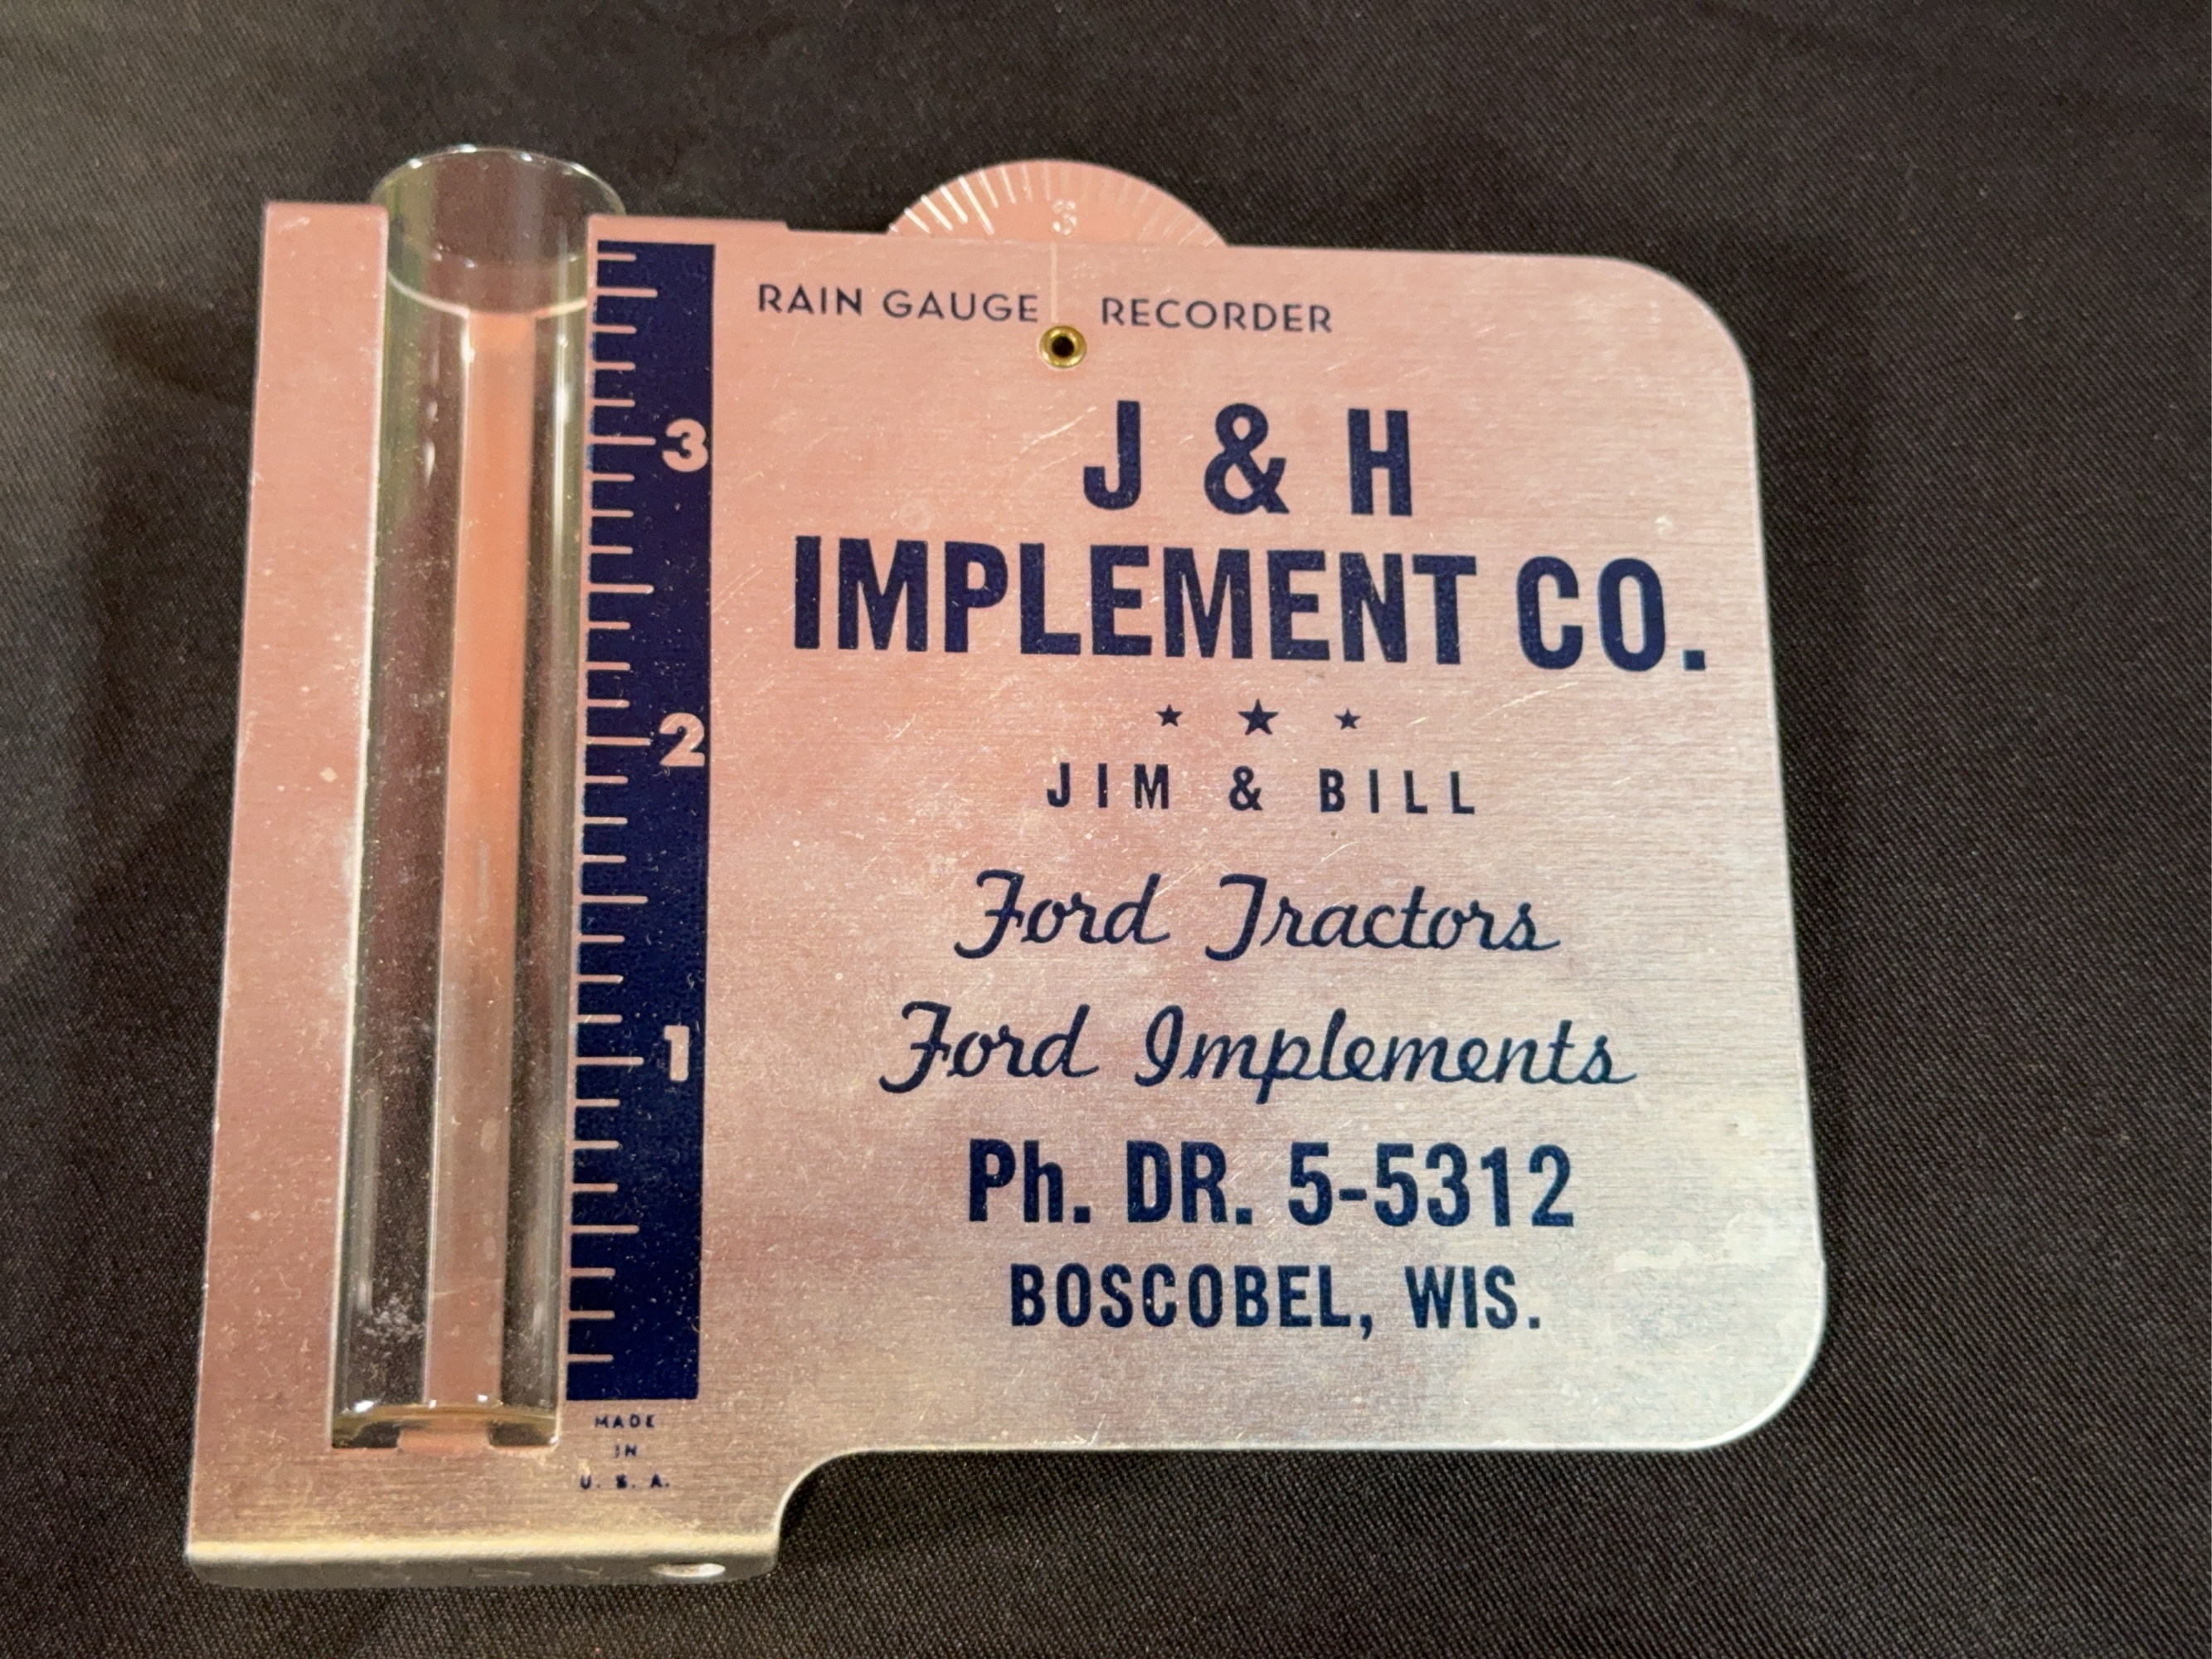 3
RAIN GAUGE RECORDER
J & H
IMPLEMENT CO.
JIM & BILL
Ford Tractors
Ford Implements
Ph. DR. 5-5312
BOSCOBEL, WIS.
3
2
1
MADE
IN
U. S. A.